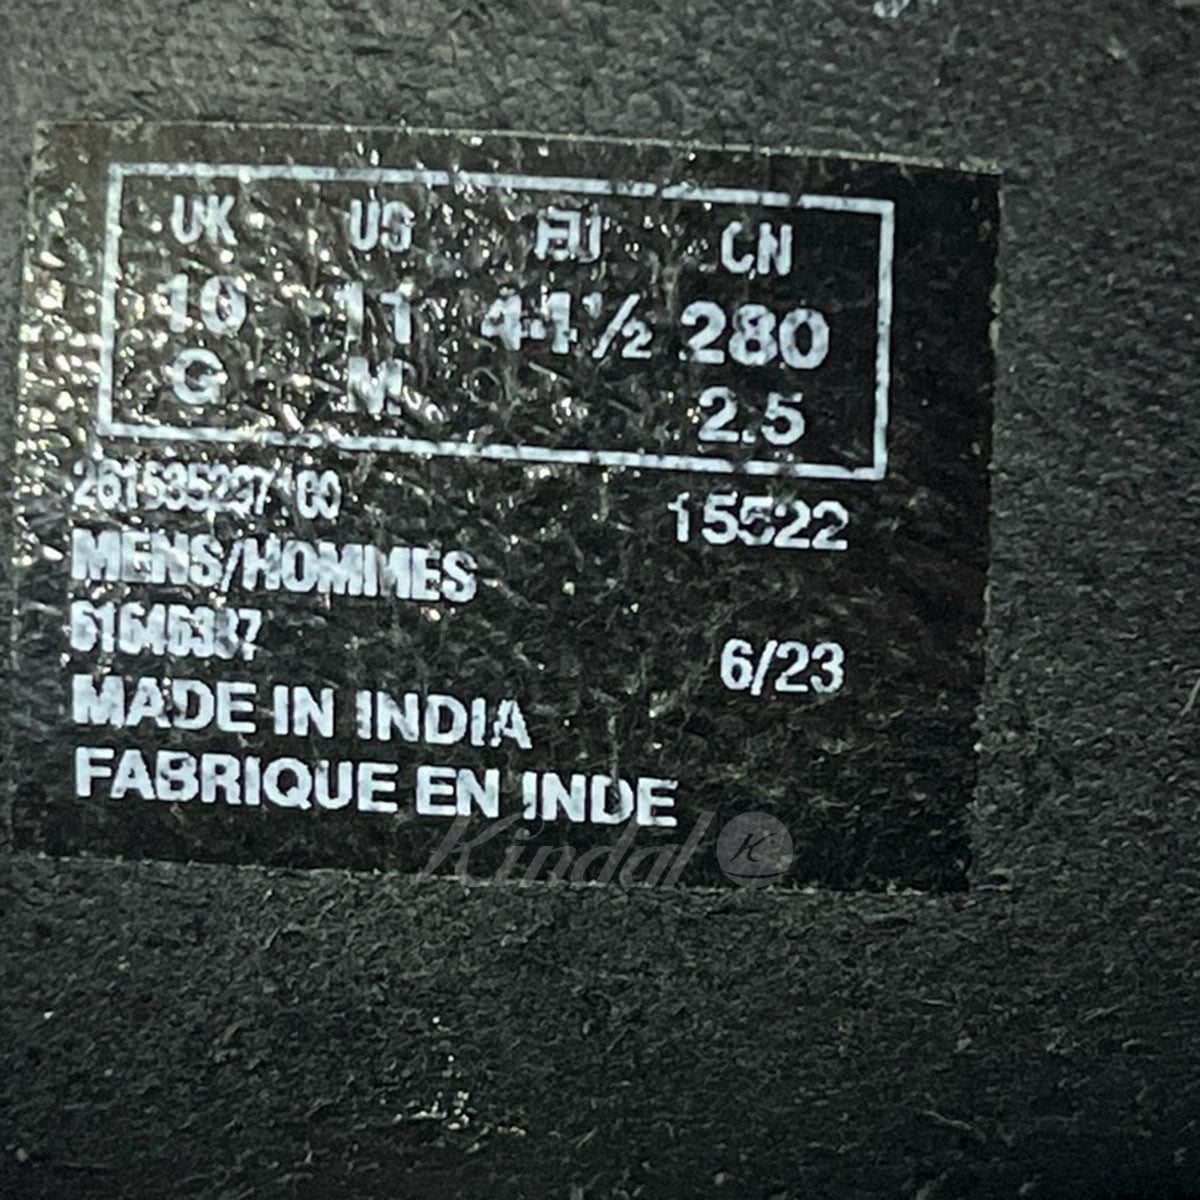 UK US EU CN
10 11 44½ 280
G M 2.5
15522
MENS/HOMMES
6/23
MADE IN INDIA
FABRIQUE EN INDE
Kindal